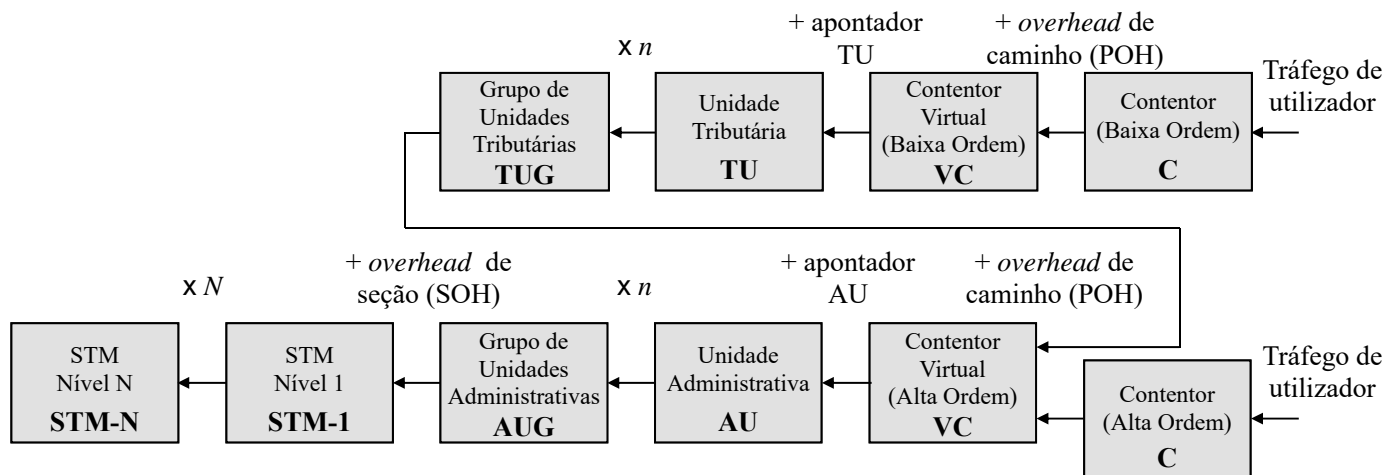 + apontador
TU
+ overhead de
caminho (POH)
x n
Tráfego de
utilizador
Grupo de
Unidades
Tributárias
TUG
Unidade
Tributária
TU
Contentor
Virtual
(Baixa Ordem)
VC
Contentor
(Baixa Ordem)
C
+ overhead de
seção (SOH)
+ apontador
AU
+ overhead de
caminho (POH)
x N
x n
STM
Nível N
STM-N
STM
Nível 1
STM-1
Grupo de
Unidades
Administrativas
AUG
Unidade
Administrativa
AU
Contentor
Virtual
(Alta Ordem)
VC
Contentor
(Alta Ordem)
C
Tráfego de
utilizador